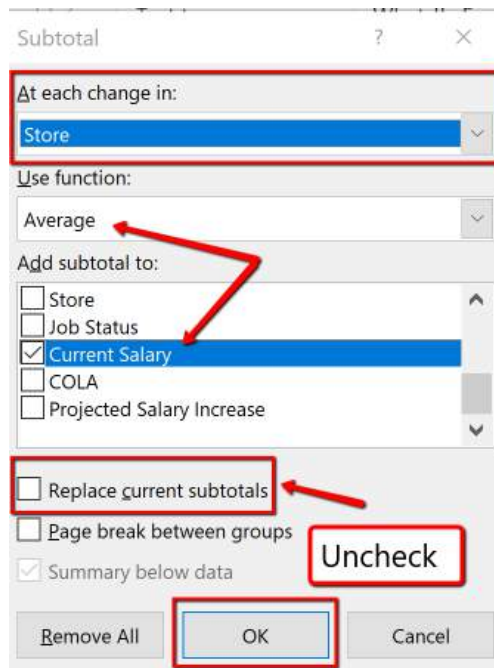 Subtotal ? ×
At each change in:
Store
Use function:
Average
Add subtotal to:
Store
Job Status
Current Salary
COLA
Projected Salary Increase
Replace current subtotals
Page break between groups
Uncheck
Summary below data
Remove All OK Cancel